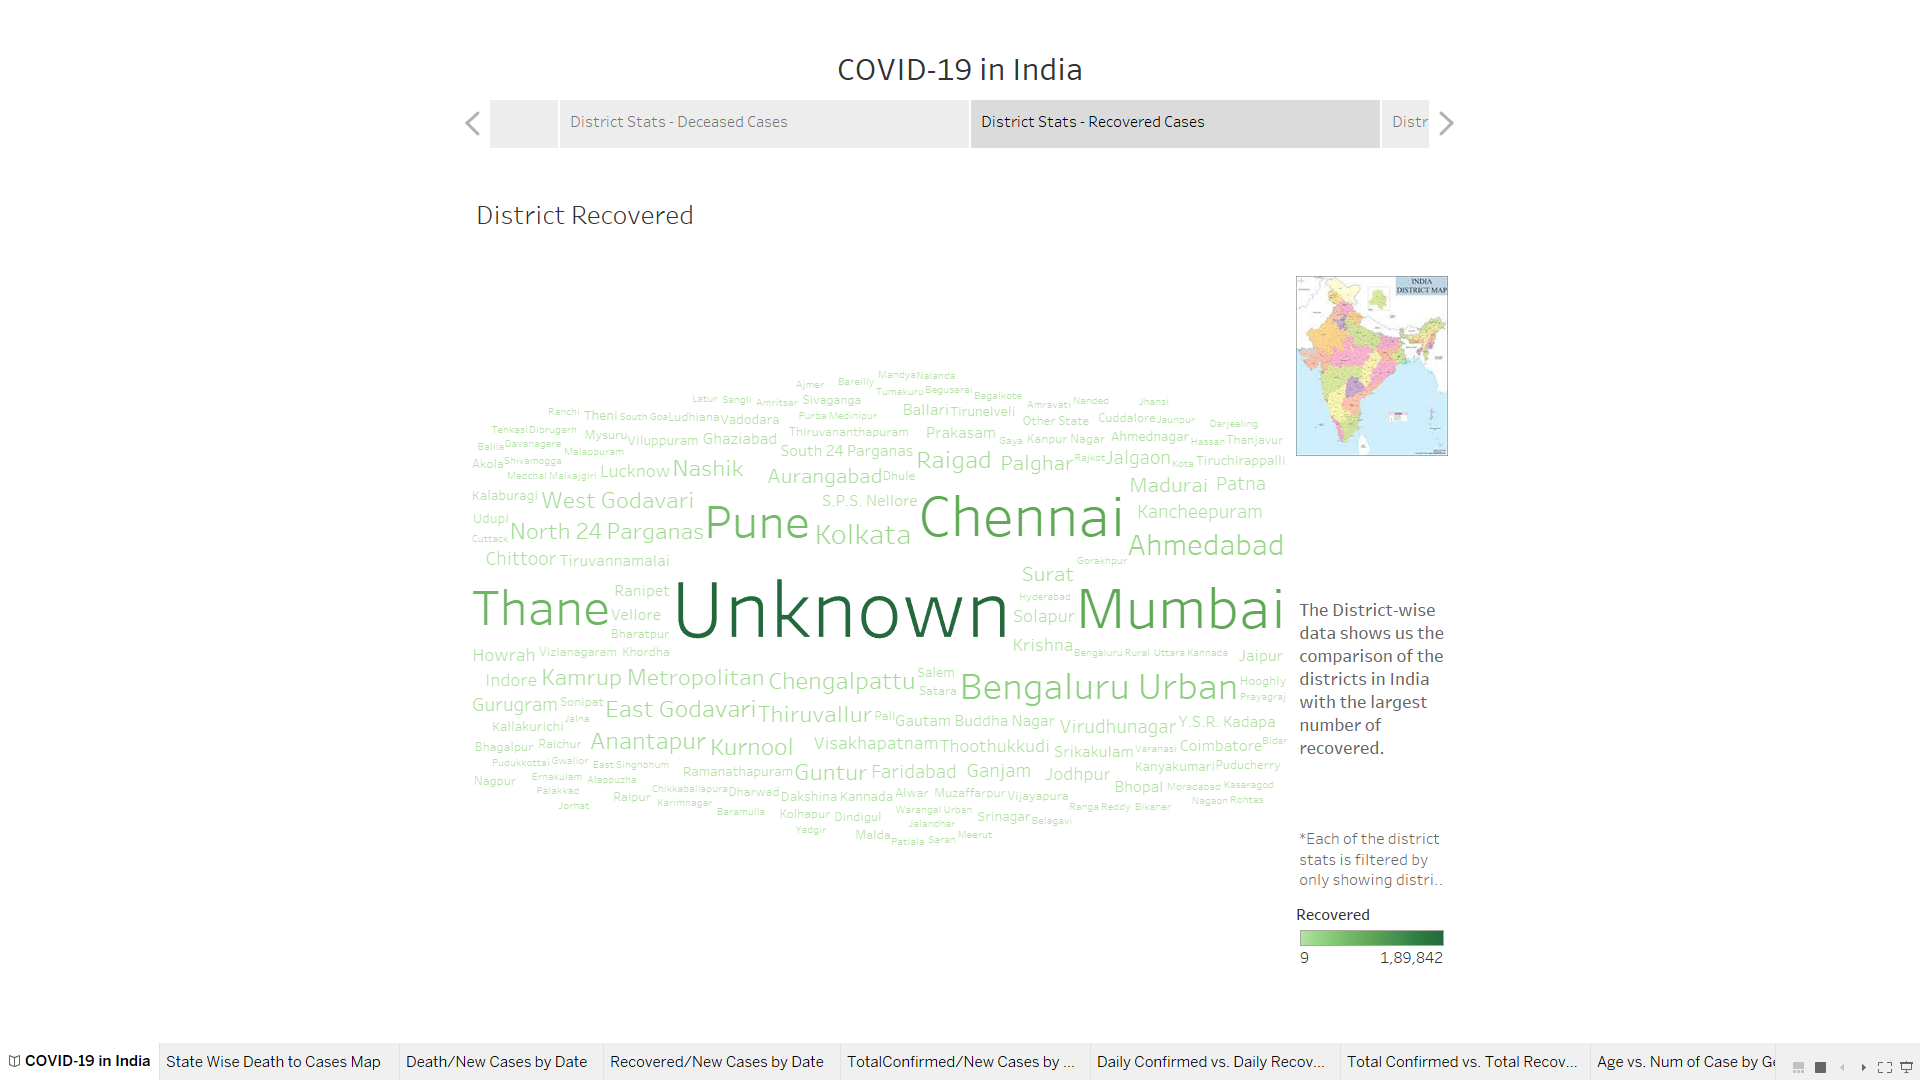 COVID-19 in India
District Stats - Deceased Cases
District Stats - Recovered Cases
Distr
District Recovered
INDIA
DISTRICT MAP
Mandya Nalanda
Ajmer Bareilly
Tumakuru Begusarai
Latur Sangli Amritsar Sivaganga Bagalkote
Amravati Nanded Jhansi
Ranchi Theni South Goa Ludhiana Vadodara Purba Medinipur Ballari Tirunelveli
Other State Cuddalore Jaunpur Darjeeling
Tenkasi Dibrugarh Mysuru Viluppuram Ghaziabad Thiruvananthapuram Prakasam Gaya Kanpur Nagar Ahmednagar Hassan Thanjavur
Ballia Davanagere Malappuram South 24 Parganas
Akola Shivamogga Lucknow Nashik Raigad Palghar Rajkot Jalgaon Kota Tiruchirappalli
Medchal Malkajgiri Aurangabad Dhule
Madurai Patna
Kalaburagi West Godavari S.P.S. Nellore
Udupi Pune Chennai Kancheepuram
Cuttack North 24 Parganas Kolkata
Ahmedabad
Chittoor Tiruvannamalai Gorakhpur
Surat
Ranipet Hyderabad
Thane Vellore Unknown Solapur Mumbai
Bharatpur
Howrah Vizianagaram Khordha Krishna Bengaluru Rural Uttara Kannada Jaipur
Indore Kamrup Metropolitan Chengalpattu Salem Hooghly
Satara Bengaluru Urban Prayagraj
Gurugram Sonipat East Godavari Thiruvallur Pali Gautam Buddha Nagar
Jalna
Kallakurichi Virudhunagar Y.S.R. Kadapa
Bhagalpur Raichur Anantapur Kurnool Visakhapatnam Thoothukkudi Srikakulam Varanasi Coimbatore Bidar
Pudukkottai Gwalior East Singhbhum Ramanathapuram Guntur Faridabad Ganjam Jodhpur Kanyakumari Puducherry
Nagpur Ernakulam Alappuzha
Palakkad Chikkaballapura Dharwad Dakshina Kannada Alwar Muzaffarpur Vijayapura Bhopal Moradabad Kasaragod
Jorhat Raipur Karimnagar Ranga Reddy Bikaner Nagaon Rohtas
Baramulla Kolhapur Dindigul Warangal Urban Srinagar Belagavi
Yadgir Jalandhar
Malda Patiala Saran Meerut
The District-wise
data shows us the
comparison of the
districts in India
with the largest
number of
recovered.
*Each of the district
stats is filtered by
only showing distri..
Recovered
9 1,89,842
COVID-19 in India
State Wise Death to Cases Map
Death/New Cases by Date
Recovered/New Cases by Date
TotalConfirmed/New Cases by ...
Daily Confirmed vs. Daily Recov...
Total Confirmed vs. Total Recov...
Age vs. Num of Case by Ge